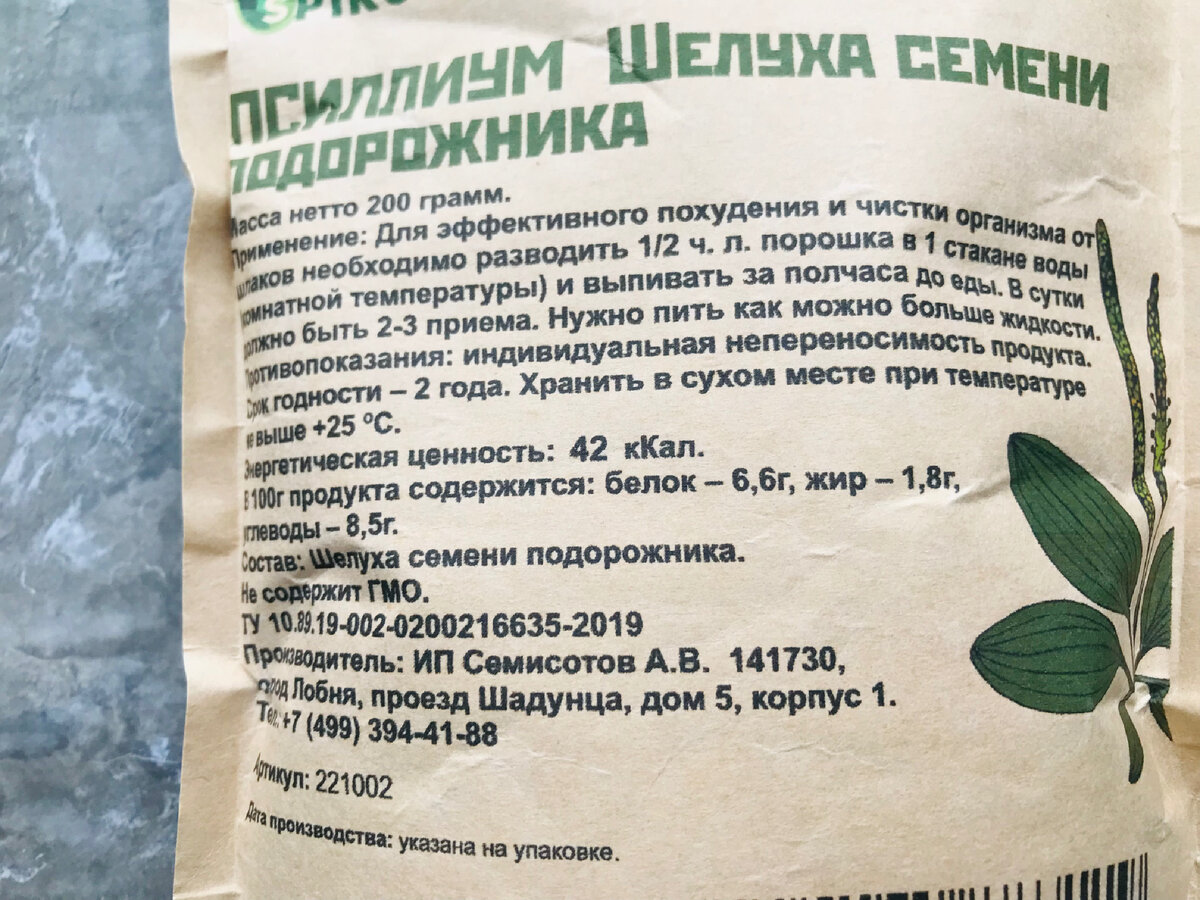 ПСИЛЛИУМ ШЕЛУХА СЕМЕНИ
ПОДОРОЖНИКА
Масса нетто 200 грамм.
Применение: Для эффективного похудения и чистки организма от
шлаков необходимо разводить 1/2 ч. л. порошка в 1 стакане воды
комнатной температуры) и выпивать за полчаса до еды. В сутки
должно быть 2-3 приема. Нужно пить как можно больше жидкости.
Противопоказания: индивидуальная непереносимость продукта.
Срок годности – 2 года. Хранить в сухом месте при температуре
не выше +25 °C.
Энергетическая ценность: 42 кКал.
В 100г продукта содержится: белок – 6,6г, жир – 1,8г,
углеводы – 8,5г.
Состав: Шелуха семени подорожника.
Не содержит ГМО.
ТУ 10.89.19-002-0200216635-2019
Производитель: ИП Семисотов А.В. 141730,
город Лобня, проезд Шадунца, дом 5, корпус 1.
Тел. +7 (499) 394-41-88
Артикул: 221002
Дата производства: указана на упаковке.